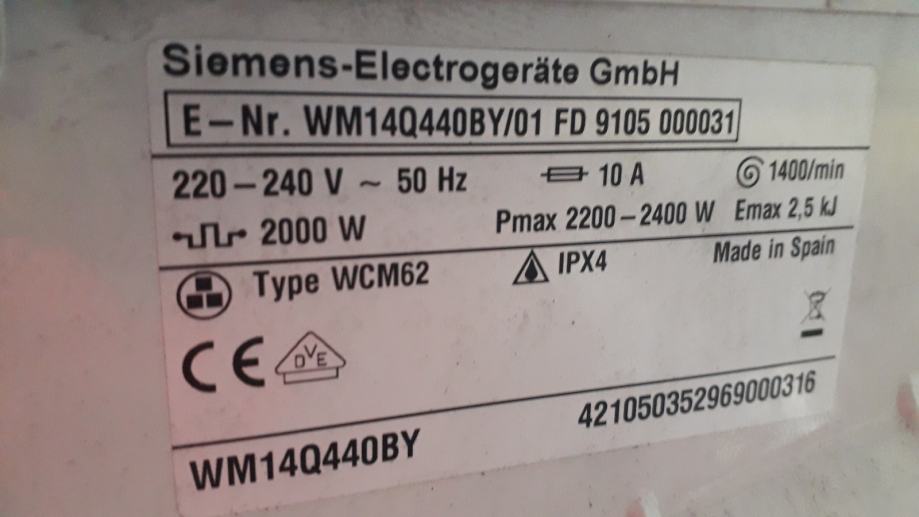 Siemens-Electrogeräte GmbH
E-Nr. WM14Q440BY/01 FD 9105 000031
220-240 V ~ 50 Hz 10 A 1400/min
2000 W Pmax 2200-2400 W Emax 2,5 kJ
Type WCM62 IPX4 Made in Spain
CE DVE
421050352969000316
WM14Q440BY